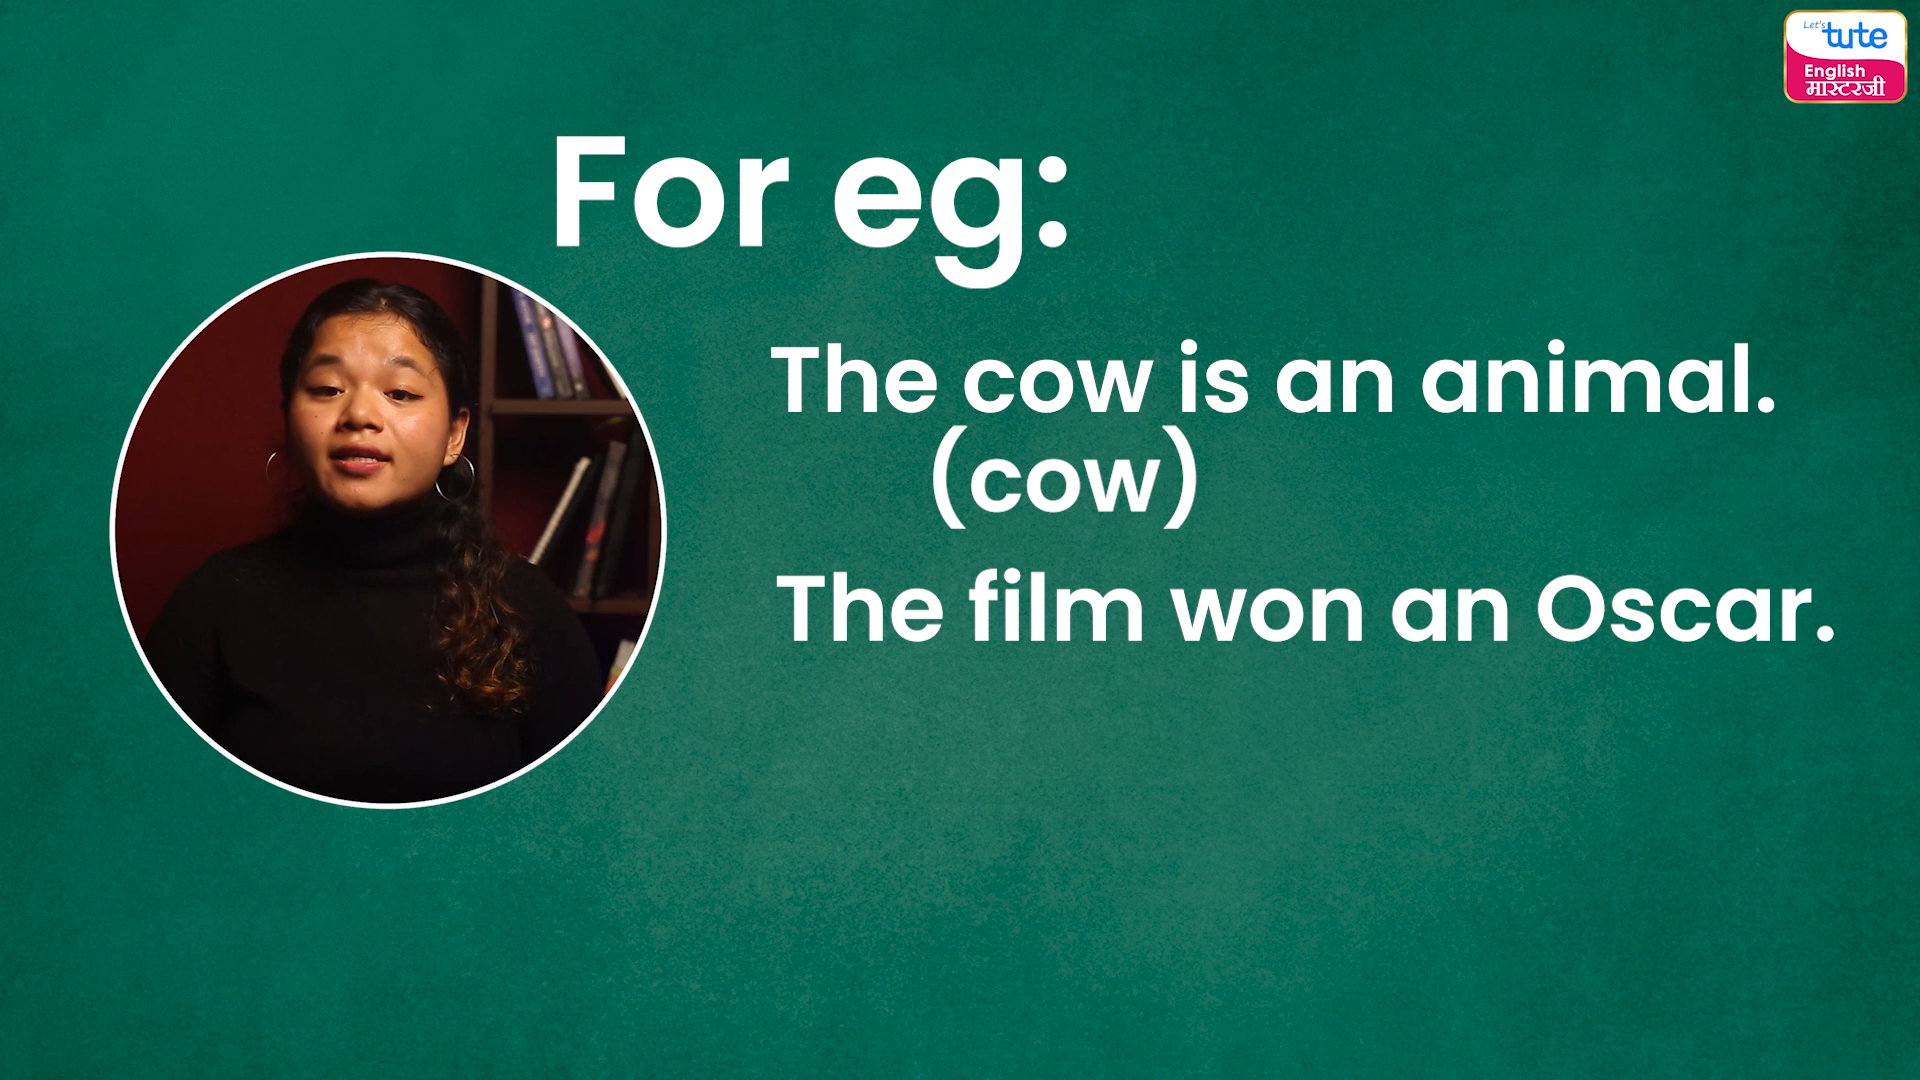 Let's
tute
English
मास्टरजी
For eg:
The cow is an animal.
(cow)
The film won an Oscar.